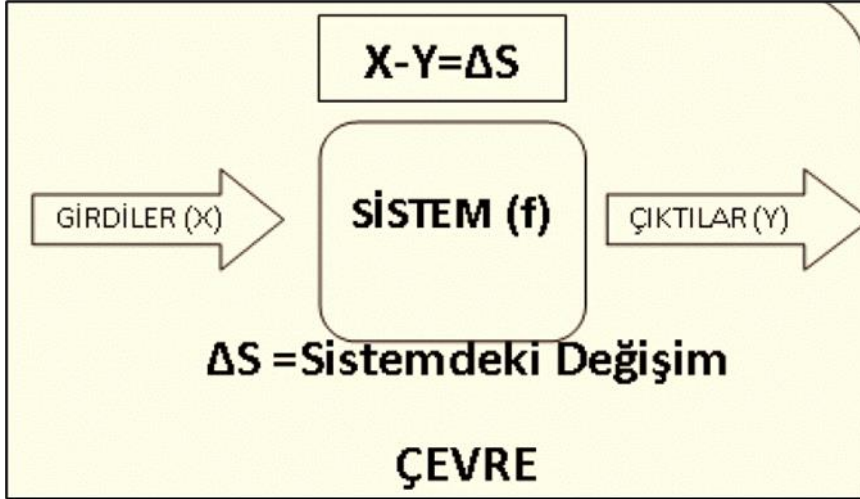 X-Y=ΔS
GİRDİLER (X)
SİSTEM (f)
ÇIKTILAR (Y)
ΔS =Sistemdeki Değişim
ÇEVRE